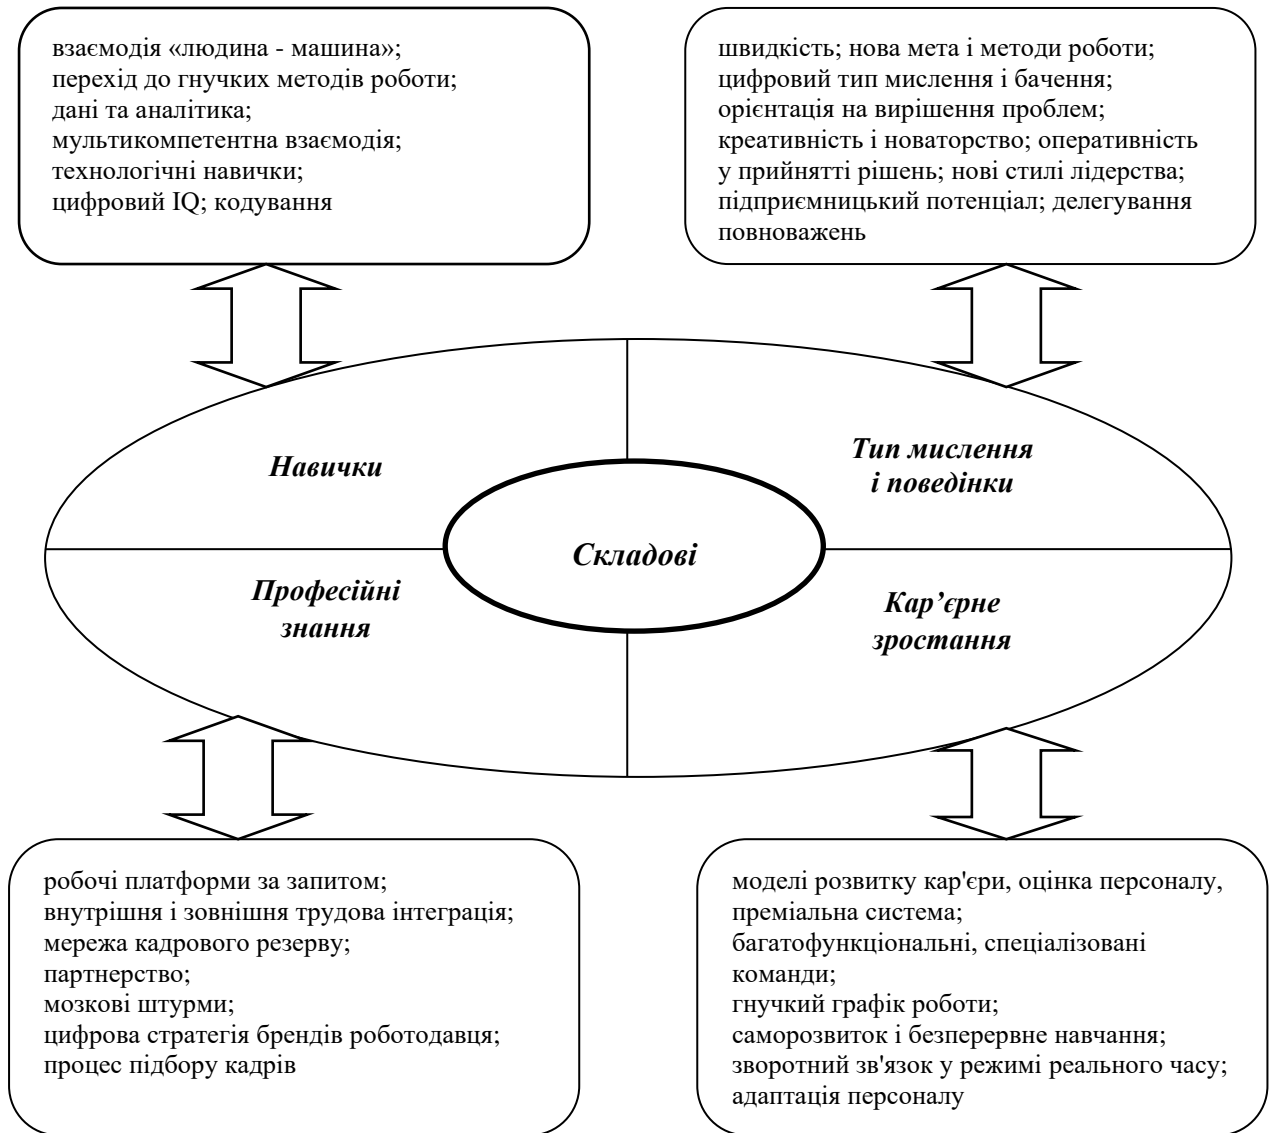 взаємодія «людина - машина»;
перехід до гнучких методів роботи;
дані та аналітика;
мультикомпетентна взаємодія;
технологічні навички;
цифровий IQ; кодування
швидкість; нова мета і методи роботи;
цифровий тип мислення і бачення;
орієнтація на вирішення проблем;
креативність і новаторство; оперативність
у прийнятті рішень; нові стилі лідерства;
підприємницький потенціал; делегування
повноважень
Навички
Тип мислення
і поведінки
Складові
Професійні
знання
Кар’єрне
зростання
робочі платформи за запитом;
внутрішня і зовнішня трудова інтеграція;
мережа кадрового резерву;
партнерство;
мозкові штурми;
цифрова стратегія брендів роботодавця;
процес підбору кадрів
моделі розвитку кар'єри, оцінка персоналу,
преміальна система;
багатофункціональні, спеціалізовані
команди;
гнучкий графік роботи;
саморозвиток і безперервне навчання;
зворотний зв'язок у режимі реального часу;
адаптація персоналу